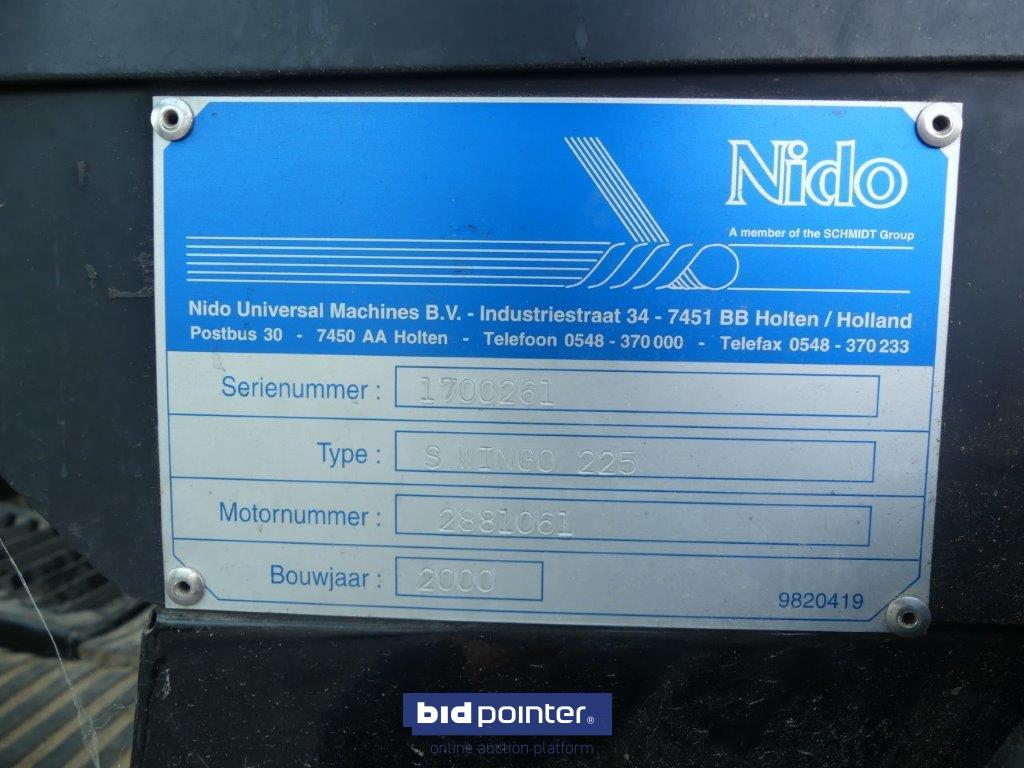 Nido
A member of the SCHMIDT Group
Nido Universal Machines B.V. - Industriestraat 34 - 7451 BB Holten / Holland
Postbus 30 - 7450 AA Holten - Telefoon 0548 - 370 000 - Telefax 0548 - 370 233
Serienummer : 1700261
Type : S WINGO 225
Motornummer : 2881061
Bouwjaar : 2000
9820419
bidpointer.®
online auction platform